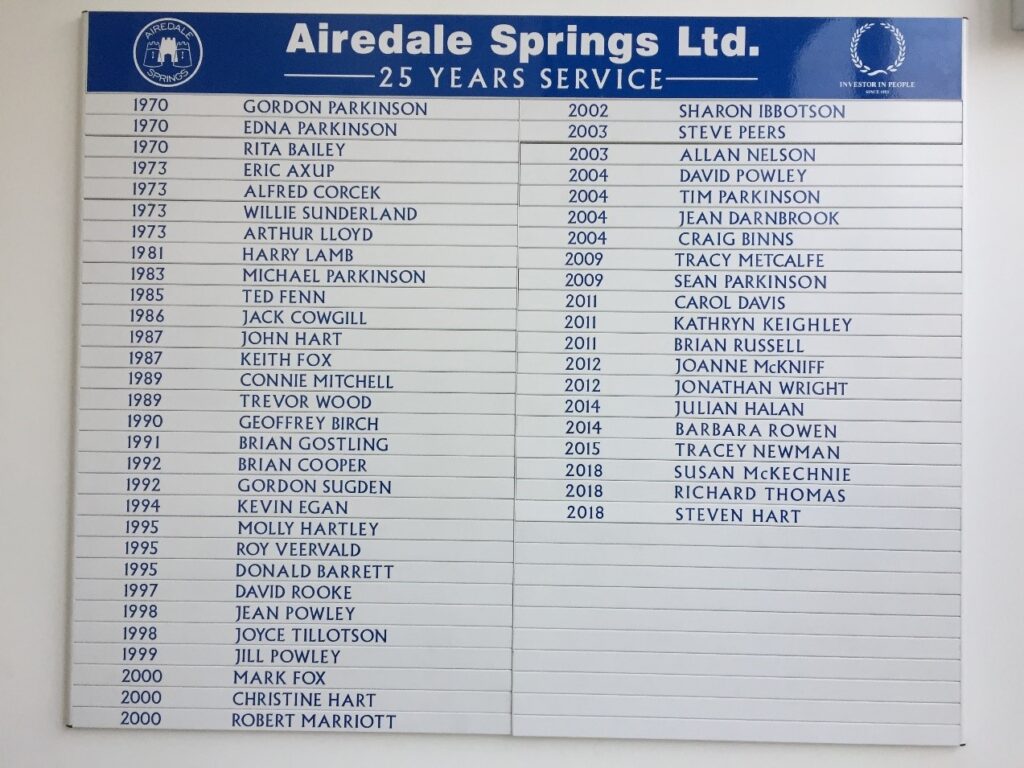 AIREDALE
SPRINGS
Airedale Springs Ltd.
25 YEARS SERVICE
INVESTOR IN PEOPLE
1970 GORDON PARKINSON
1970 EDNA PARKINSON
1970 RITA BAILEY
1973 ERIC AXUP
1973 ALFRED CORCEK
1973 WILLIE SUNDERLAND
1973 ARTHUR LLOYD
1981 HARRY LAMB
1983 MICHAEL PARKINSON
1985 TED FENN
1986 JACK COWGILL
1987 JOHN HART
1987 KEITH FOX
1989 CONNIE MITCHELL
1989 TREVOR WOOD
1990 GEOFFREY BIRCH
1991 BRIAN GOSTLING
1992 BRIAN COOPER
1992 GORDON SUGDEN
1994 KEVIN EGAN
1995 MOLLY HARTLEY
1995 ROY VEERVALD
1995 DONALD BARRETT
1997 DAVID ROOKE
1998 JEAN POWLEY
1998 JOYCE TILLOTSON
1999 JILL POWLEY
2000 MARK FOX
2000 CHRISTINE HART
2000 ROBERT MARRIOTT
2002 SHARON IBBOTSON
2003 STEVE PEERS
2003 ALLAN NELSON
2004 DAVID POWLEY
2004 TIM PARKINSON
2004 JEAN DARNBROOK
2004 CRAIG BINNS
2009 TRACY METCALFE
2009 SEAN PARKINSON
2011 CAROL DAVIS
2011 KATHRYN KEIGHLEY
2011 BRIAN RUSSELL
2012 JOANNE McKNIFF
2012 JONATHAN WRIGHT
2014 JULIAN HALAN
2014 BARBARA ROWEN
2015 TRACEY NEWMAN
2018 SUSAN McKECHNIE
2018 RICHARD THOMAS
2018 STEVEN HART